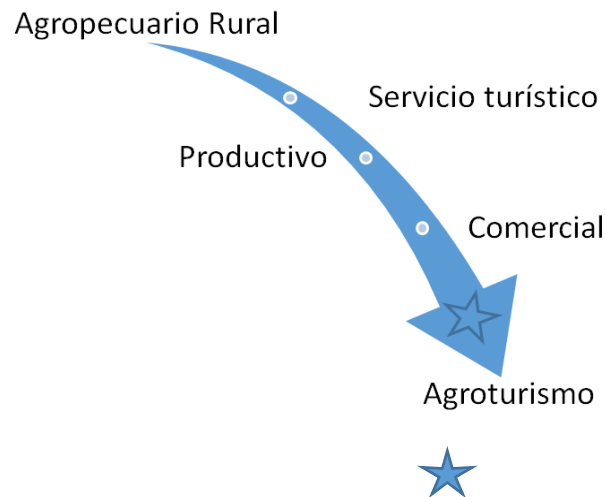 Agropecuario Rural
Servicio turístico
Productivo
Comercial
Agroturismo